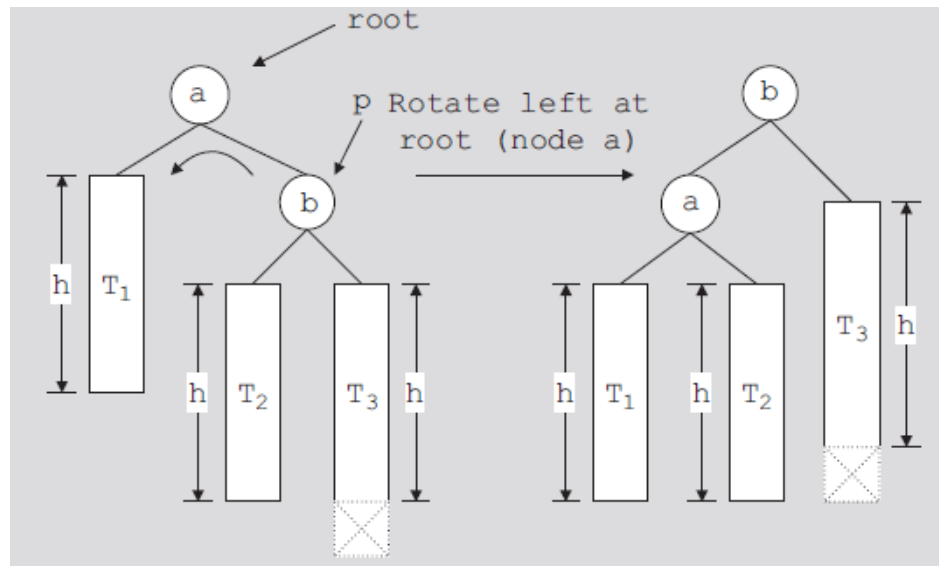 root
a
b
p Rotate left at
root (node a)
b
a
h
T₁
h
T₂
T₃
h
h
T₁
h
T₂
T₃
h